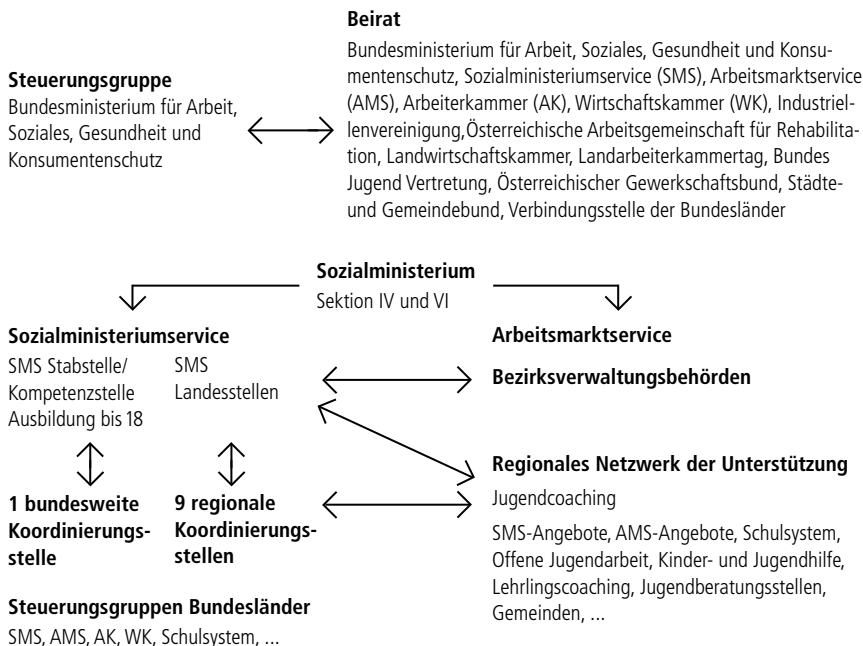 Beirat
Bundesministerium für Arbeit, Soziales, Gesundheit und Konsu-
mentenschutz, Sozialministeriumservice (SMS), Arbeitsmarktservice
(AMS), Arbeiterkammer (AK), Wirtschaftskammer (WK), Industriel-
lenvereinigung,Österreichische Arbeitsgemeinschaft für Rehabilita-
tion, Landwirtschaftskammer, Landarbeiterkammertag, Bundes
Jugend Vertretung, Österreichischer Gewerkschaftsbund, Städte-
und Gemeindebund, Verbindungsstelle der Bundesländer
Steuerungsgruppe
Bundesministerium für Arbeit,
Soziales, Gesundheit und
Konsumentenschutz
Sozialministerium
Sektion IV und VI
Sozialministeriumservice
SMS Stabstelle/
Kompetenzstelle
Ausbildung bis 18
SMS
Landesstellen
Arbeitsmarktservice
Bezirksverwaltungsbehörden
1 bundesweite
Koordinierungs-
stelle
9 regionale
Koordinierungs-
stellen
Regionales Netzwerk der Unterstützung
Jugendcoaching
SMS-Angebote, AMS-Angebote, Schulsystem,
Offene Jugendarbeit, Kinder- und Jugendhilfe,
Lehrlingscoaching, Jugendberatungsstellen,
Gemeinden, ...
Steuerungsgruppen Bundesländer
SMS, AMS, AK, WK, Schulsystem, ...